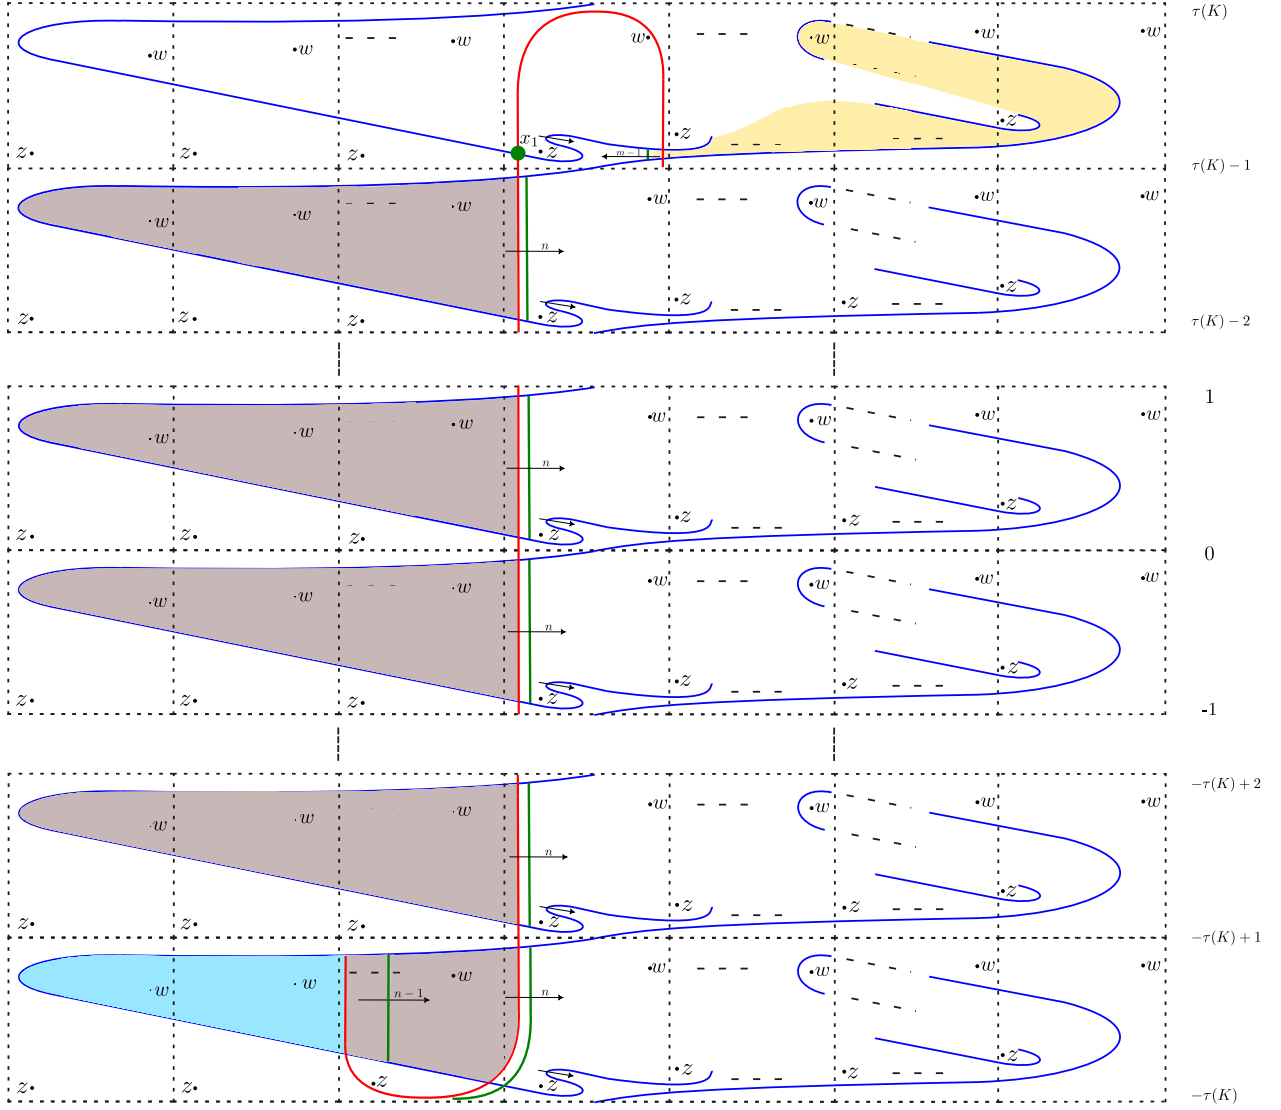 τ(K)
w w w w w w w
x₁ z z z
z z z m−1
τ(K) − 1
w w w w w w w
n
z z z z z z z
τ(K) − 2
1
w w w w w w w
n
z z z z z z z
0
w w w w w w w
n
z z z z z z z
-1
−τ(K) + 2
w w w w w w w
n
z z z z z z z
−τ(K) + 1
w w w w w w w
n − 1 n
z z z z z z z
−τ(K)